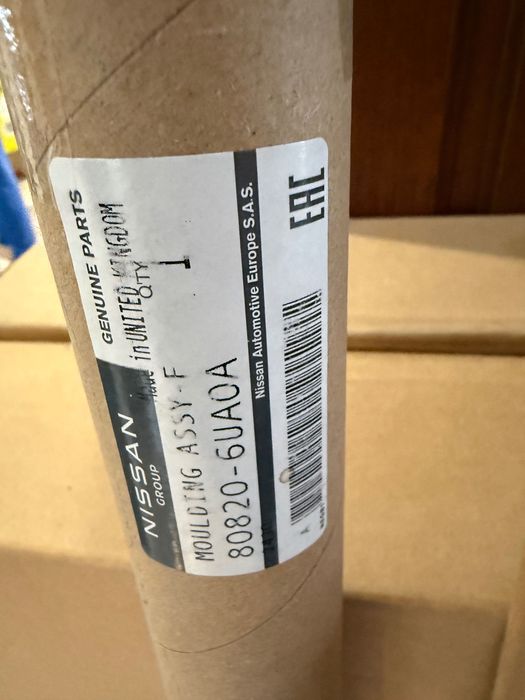 NISSAN
GROUP
GENUINE PARTS
Made in UNITED KINGDOM
QTY 1
MOULDING ASSY-F
80820-6UA0A
Nissan Automotive Europe S.A.S.
EAC
A